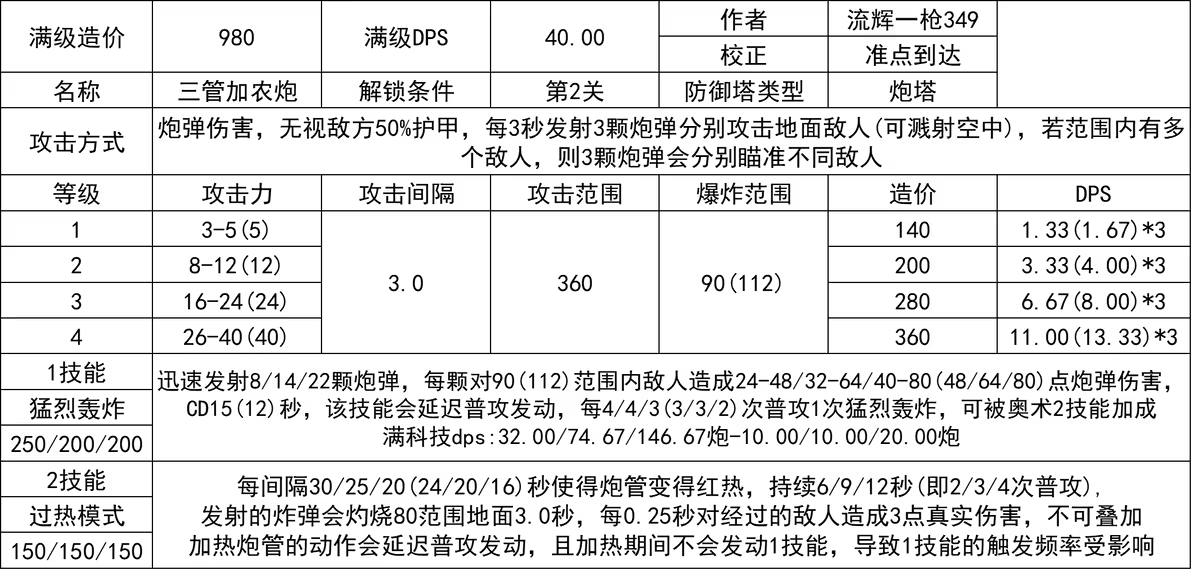 满级造价 980 满级DPS 40.00 作者 流辉一枪349
校正 准点到达
名称 三管加农炮 解锁条件 第2关 防御塔类型 炮塔
攻击方式 炮弹伤害，无视敌方50%护甲，每3秒发射3颗炮弹分别攻击地面敌人(可溅射空中)，若范围内有多
个敌人，则3颗炮弹会分别瞄准不同敌人
等级 攻击力 攻击间隔 攻击范围 爆炸范围 造价 DPS
1 3-5(5) 3.0 360 90(112) 140 1.33(1.67)*3
2 8-12(12) 200 3.33(4.00)*3
3 16-24(24) 280 6.67(8.00)*3
4 26-40(40) 360 11.00(13.33)*3
1技能
猛烈轰炸
250/200/200
迅速发射8/14/22颗炮弹，每颗对90(112)范围内敌人造成24-48/32-64/40-80(48/64/80)点炮弹伤害，
CD15(12)秒，该技能会延迟普攻发动，每4/4/3(3/3/2)次普攻1次猛烈轰炸，可被奥术2技能加成
满科技dps:32.00/74.67/146.67炮-10.00/10.00/20.00炮
2技能
过热模式
150/150/150
每间隔30/25/20(24/20/16)秒使得炮管变得红热，持续6/9/12秒(即2/3/4次普攻),
发射的炸弹会灼烧80范围地面3.0秒，每0.25秒对经过的敌人造成3点真实伤害，不可叠加
加热炮管的动作会延迟普攻发动，且加热期间不会发动1技能，导致1技能的触发频率受影响